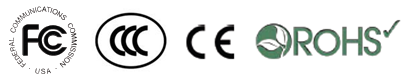 FEDERAL COMMUNICATIONS COMMISSION · USA ·
FC
CCC
CE
ROHS